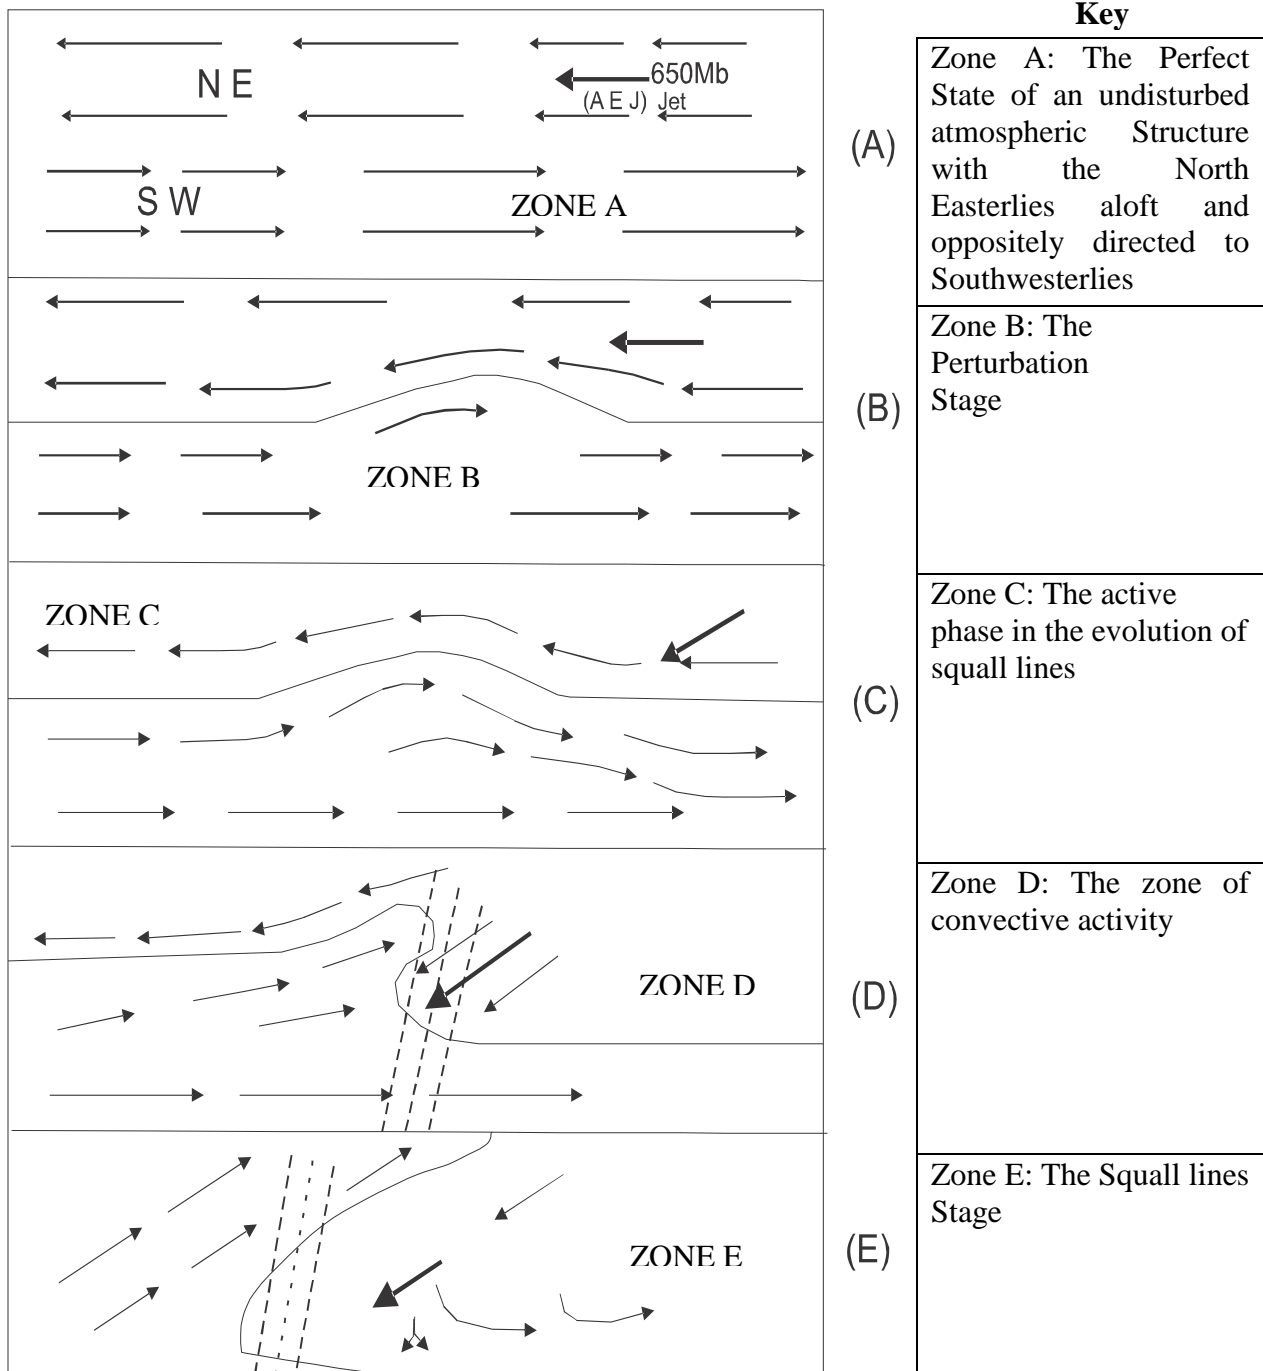 Key
N E
650Mb
(A E J) Jet
S W
ZONE A
(A)
Zone A: The Perfect
State of an undisturbed
atmospheric Structure
with the North
Easterlies aloft and
oppositely directed to
Southwesterlies
ZONE B
(B)
Zone B: The
Perturbation
Stage
ZONE C
(C)
Zone C: The active
phase in the evolution of
squall lines
ZONE D
(D)
Zone D: The zone of
convective activity
ZONE E
(E)
Zone E: The Squall lines
Stage